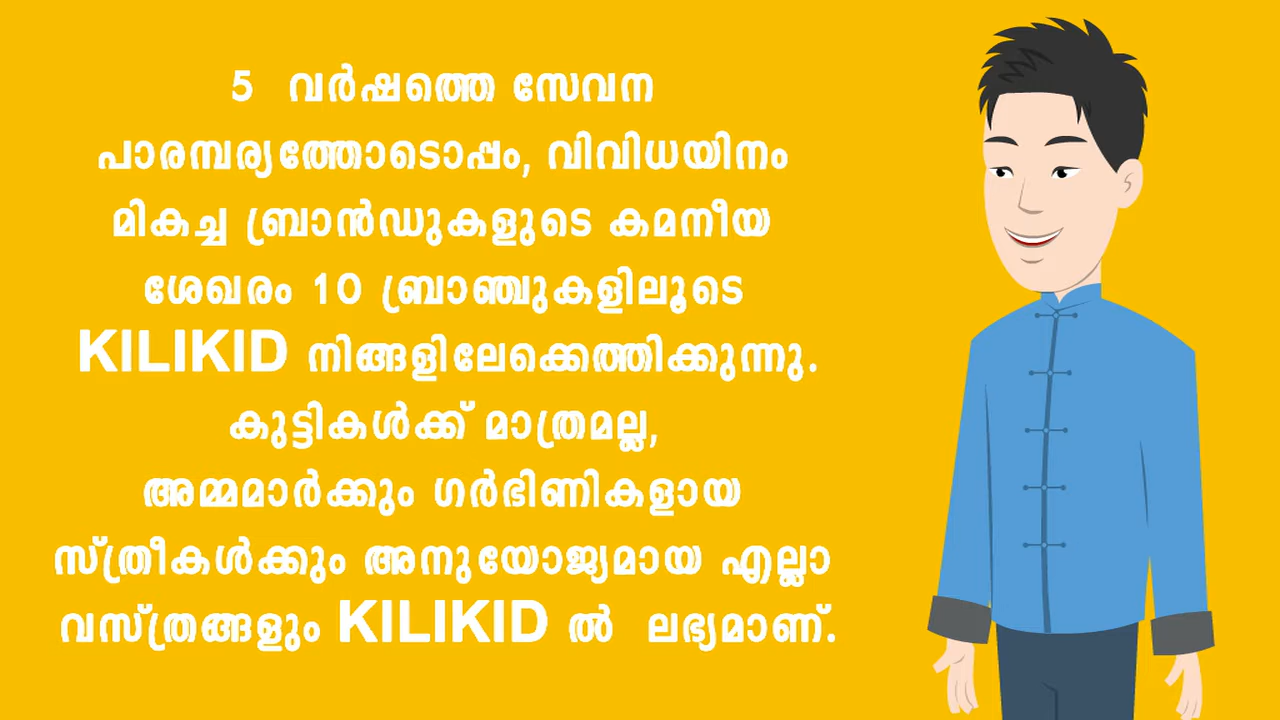 5 വർഷത്തെ സേവന
പാരമ്പര്യത്തോടൊപ്പം, വിവിധയിനം
മികച്ച ബ്രാൻഡുകളുടെ കമനീയ
ശേഖരം 10 ബ്രാഞ്ചുകളിലൂടെ
KILIKID നിങ്ങളിലേക്കെത്തിക്കുന്നു.
കുട്ടികൾക്ക് മാത്രമല്ല,
അമ്മമാർക്കും ഗർഭിണികളായ
സ്ത്രീകൾക്കും അനുയോജ്യമായ എല്ലാ
വസ്ത്രങ്ങളും KILIKID ൽ ലഭ്യമാണ്.